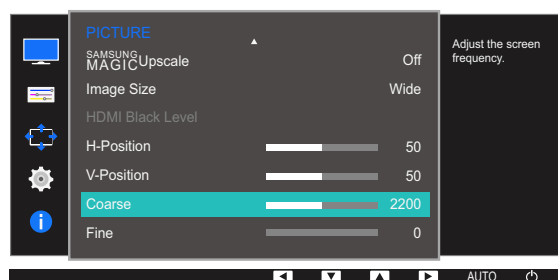 PICTURE
SAMSUNG
MAGICUpscale Off
Image Size Wide
HDMI Black Level
H-Position 50
V-Position 50
Coarse 2200
Fine 0
Adjust the screen
frequency.
AUTO